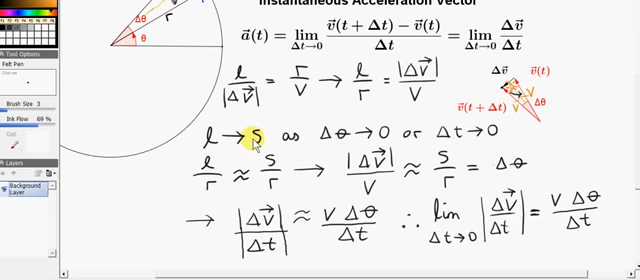 Instantaneous Acceleration Vector
Δθ
r
θ
a⃗(t) = lim Δt→0 (v⃗(t + Δt) − v⃗(t))/Δt = lim Δt→0 Δv⃗/Δt
l/|Δv⃗| = r/v → l/r = |Δv⃗|/v
Δv⃗ v⃗(t)
v v
v⃗(t + Δt) Δθ
l → s as Δθ → 0 or Δt → 0
l/r ≈ s/r → |Δv⃗|/v ≈ s/r = Δθ
→ |Δv⃗/Δt| ≈ v Δθ/Δt ∴ lim Δt→0 |Δv⃗/Δt| = v Δθ/Δt
Tool Options
Felt Pen
Brush Size 3
Ink Flow 69 %
Cal
Layers
Background
Layer